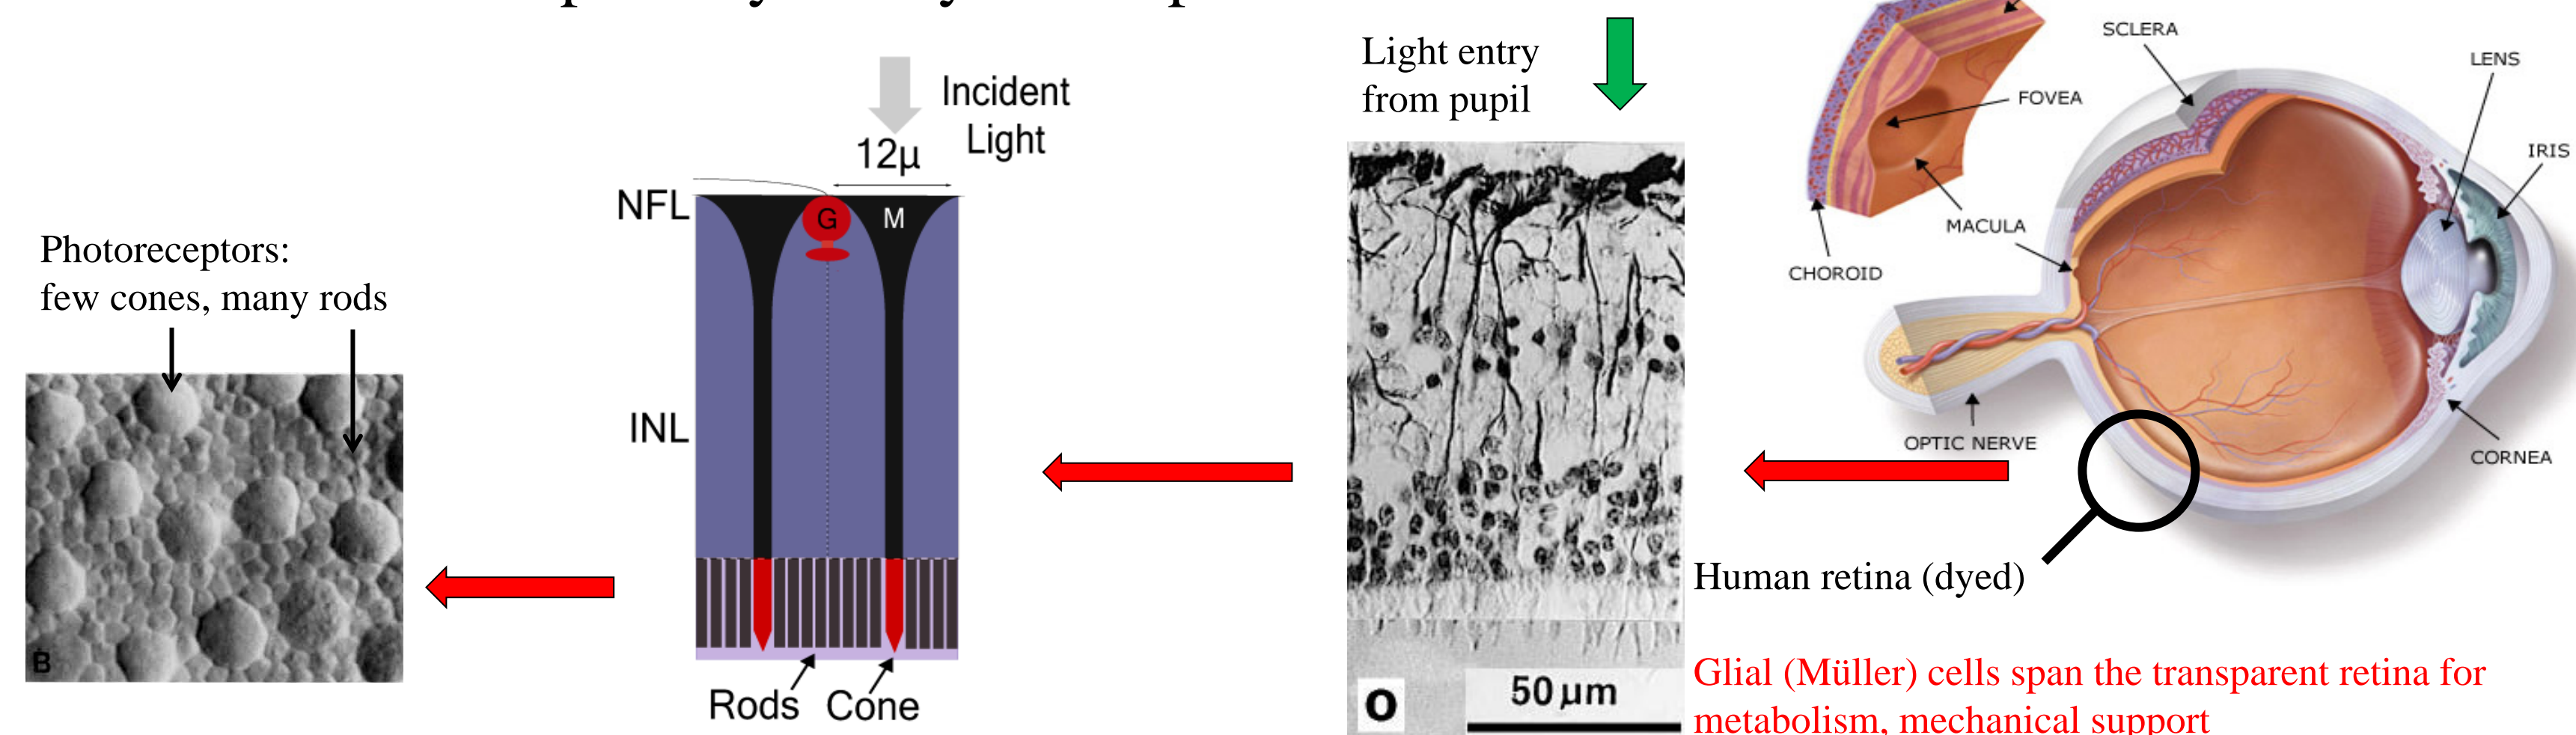 Photoreceptors:
few cones, many rods
B
Incident
Light
12µ
NFL
G
M
INL
Rods
Cone
Light entry
from pupil
O
50 µm
SCLERA
LENS
FOVEA
IRIS
MACULA
CHOROID
OPTIC NERVE
CORNEA
Human retina (dyed)
Glial (Müller) cells span the transparent retina for
metabolism, mechanical support